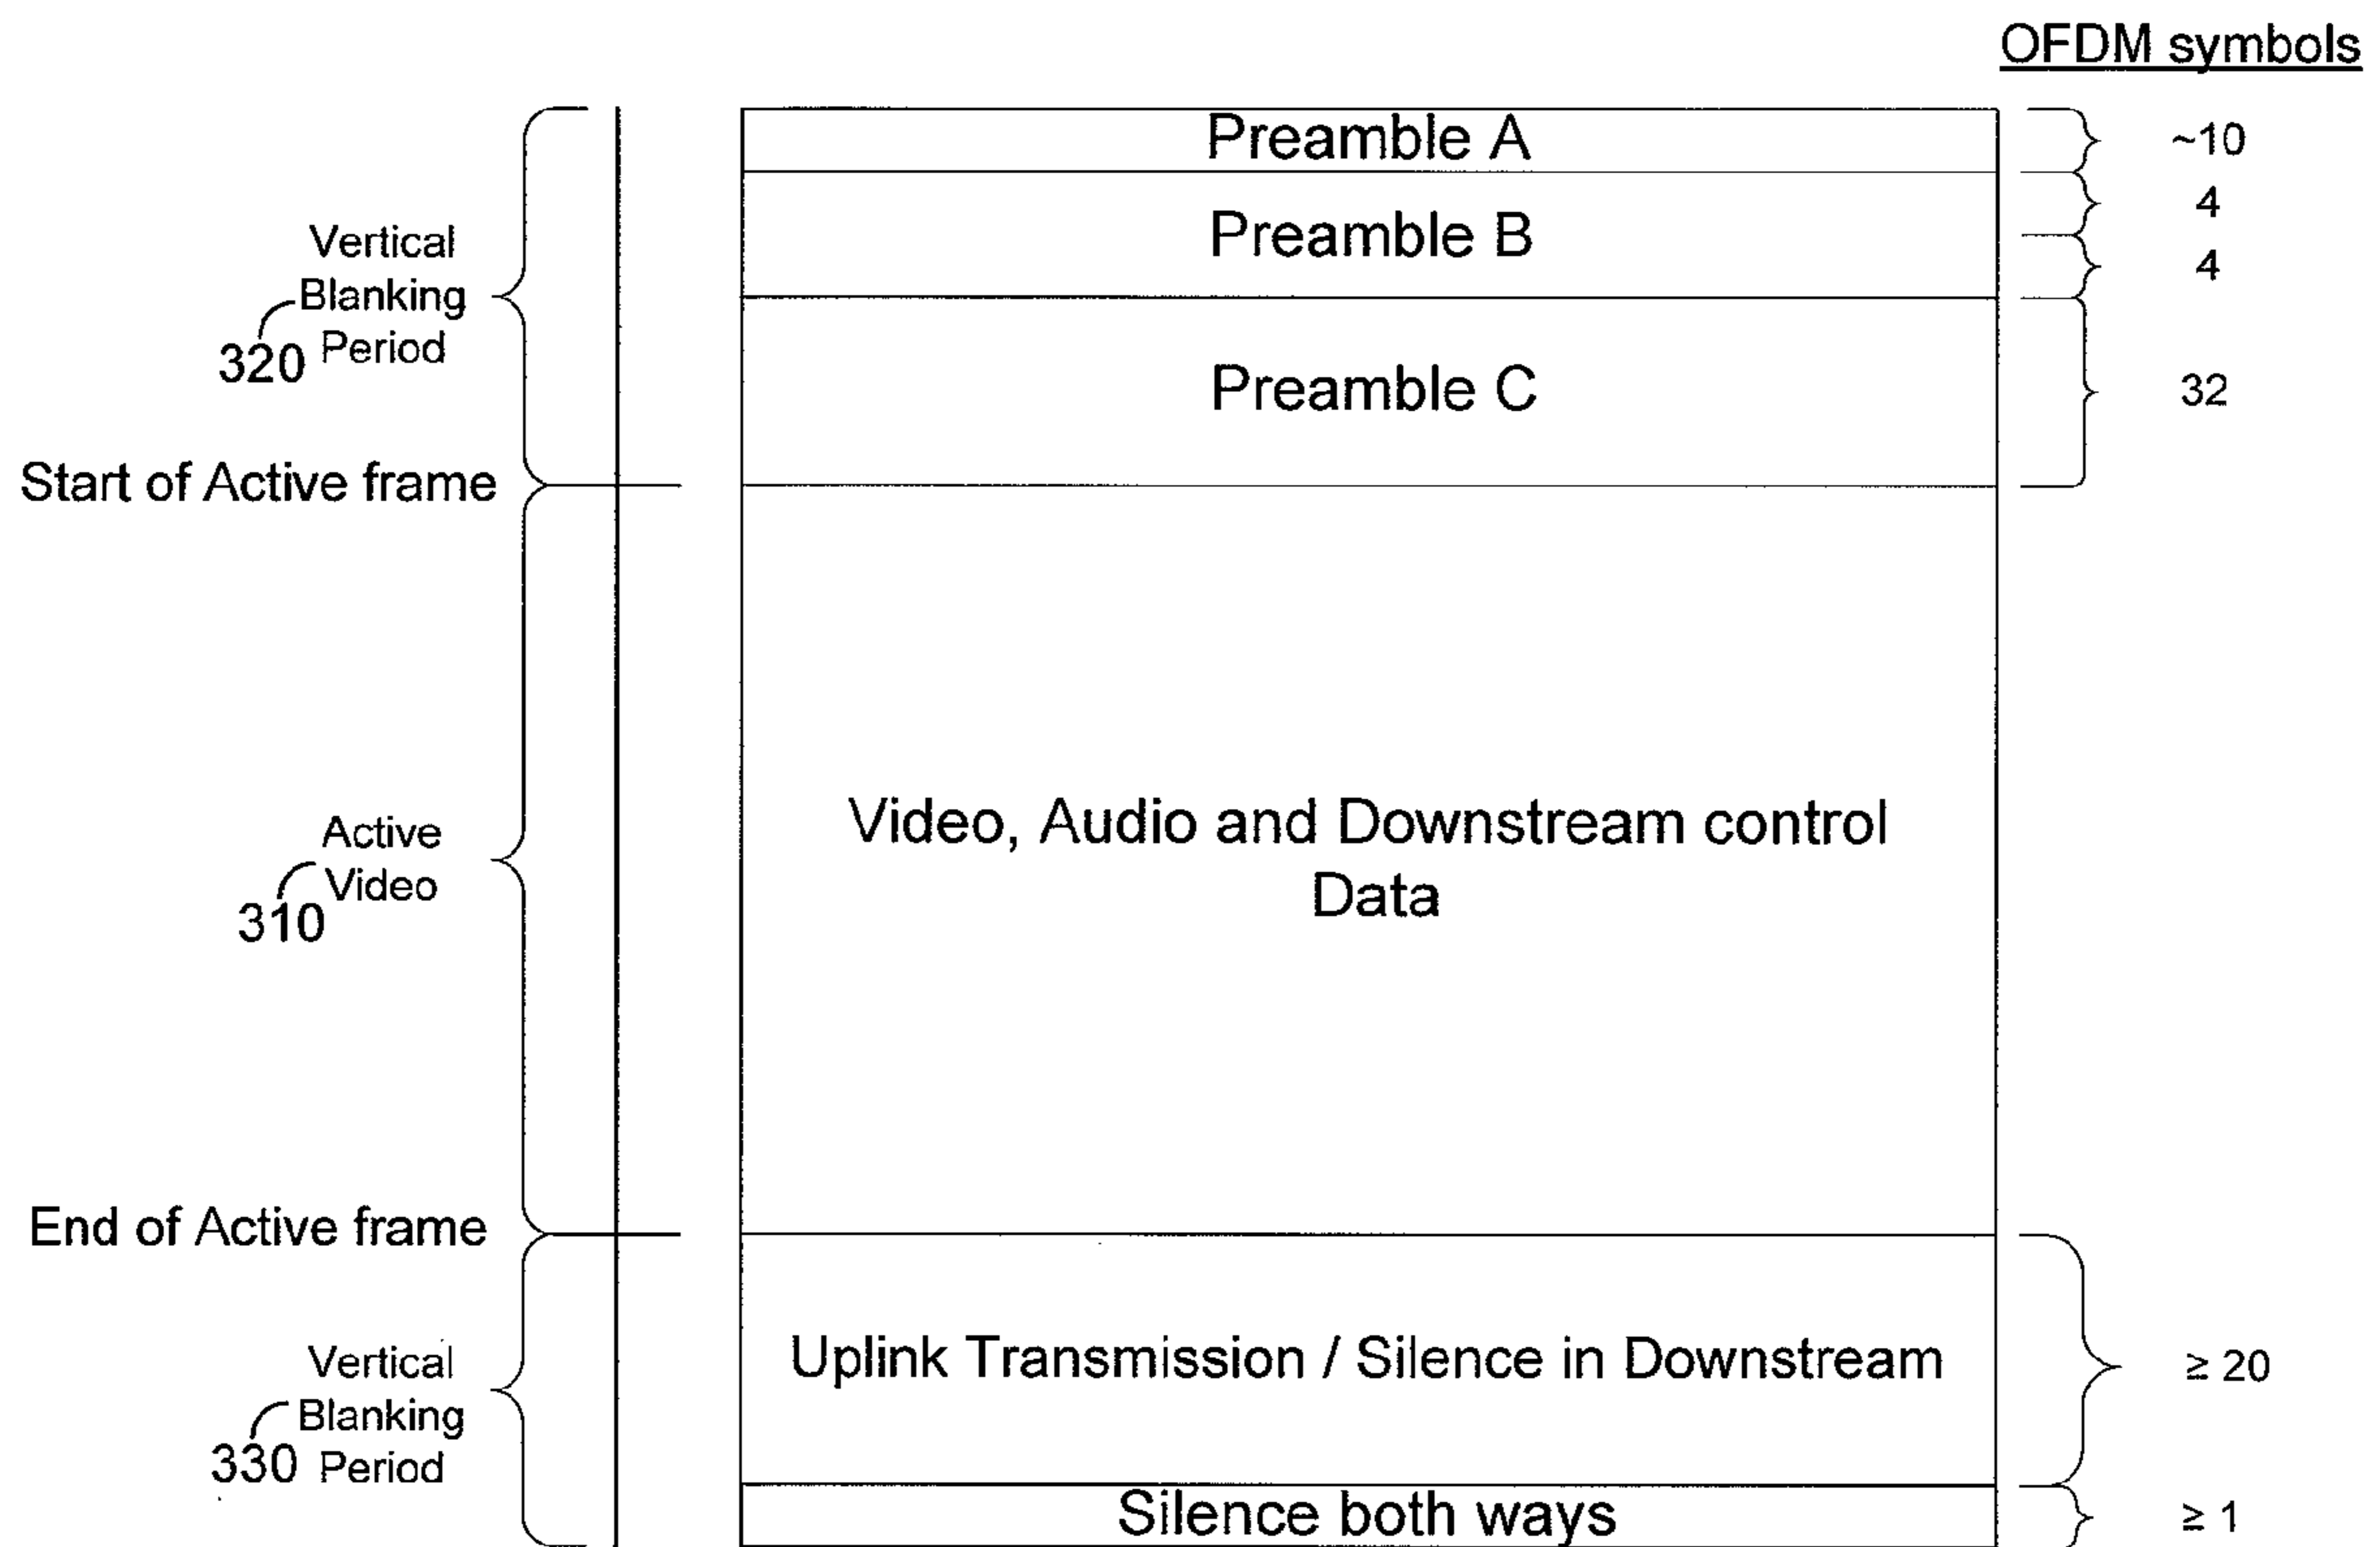 OFDM symbols
Preamble A
~10
Preamble B
4
4
Vertical
Blanking
Period
320
Preamble C
32
Start of Active frame
Video, Audio and Downstream control
Data
Active
Video
310
End of Active frame
Uplink Transmission / Silence in Downstream
≥ 20
Vertical
Blanking
Period
330
Silence both ways
≥ 1